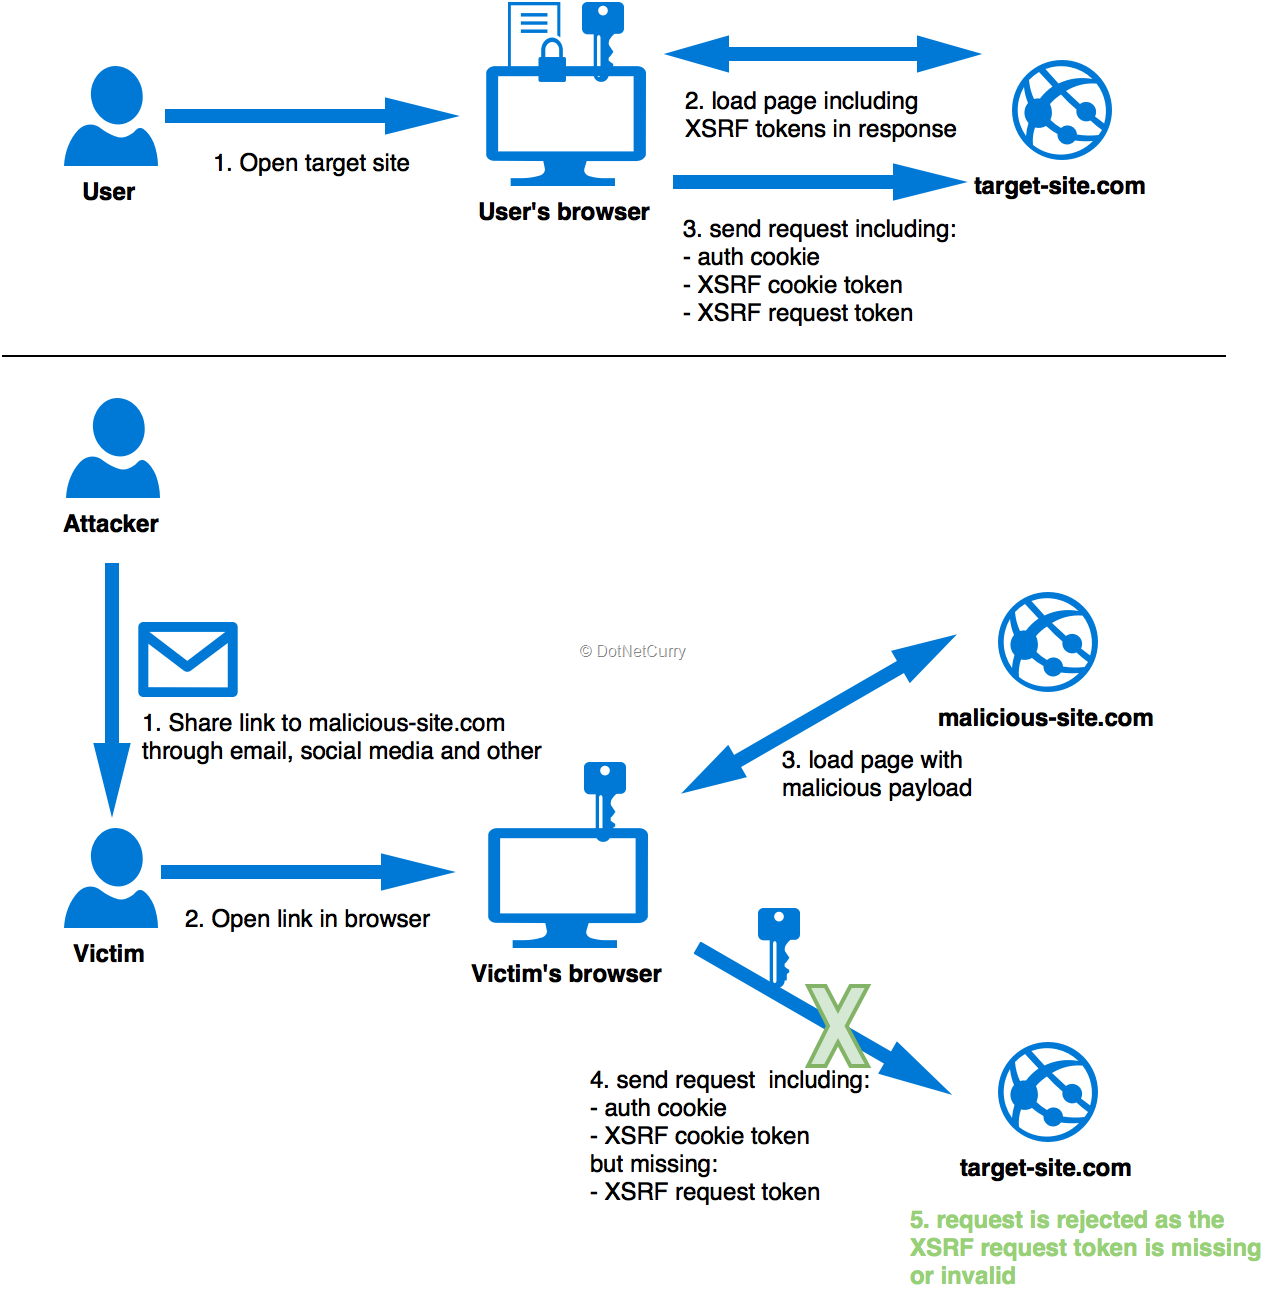 1. Open target site
User
User's browser
2. load page including
XSRF tokens in response
target-site.com
3. send request including:
- auth cookie
- XSRF cookie token
- XSRF request token
Attacker
1. Share link to malicious-site.com
through email, social media and other
© DotNetCurry
malicious-site.com
3. load page with
malicious payload
Victim
2. Open link in browser
Victim's browser
X
4. send request  including:
- auth cookie
- XSRF cookie token
but missing:
- XSRF request token
target-site.com
5. request is rejected as the
XSRF request token is missing
or invalid